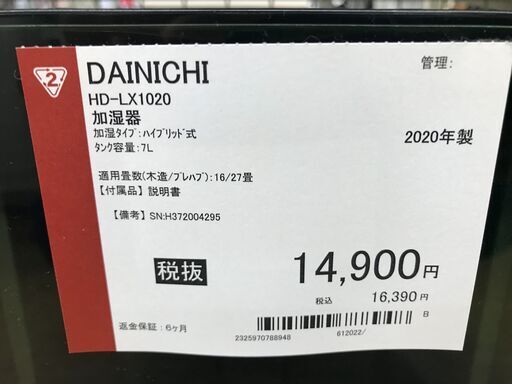 2
DAINICHI
管理:
HD-LX1020
加湿器
加湿ﾀｲﾌﾟ:ﾊｲﾌﾞﾘｯﾄﾞ式
ﾀﾝｸ容量:7L
2020年製
適用畳数(木造/ﾌﾟﾚﾊﾌﾞ):16/27畳
【付属品】説明書
【備考】SN:H372004295
税抜
14,900円
税込 16,390円
B
返金保証:6ヶ月
2325970788948
612022/